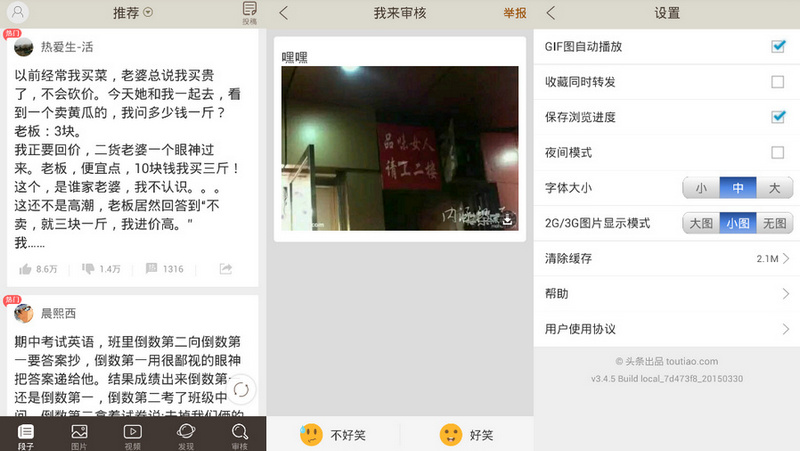 推荐
投稿
热门
热爱生-活
以前经常我买菜，老婆总说我买贵
了，不会砍价。今天她和我一起去，看
到一个卖黄瓜的，我问多少钱一斤？
老板：3块。
我正要回价，二货老婆一个眼神过
来。老板，便宜点，10块钱我买三斤！
这个，是谁家老婆，我不认识。。。
这还不是高潮，老板居然回答到“不
卖，就三块一斤，我进价高。”
我......
8.6万
1.4万
1316
热门
晨熙西
期中考试英语，班里倒数第二向倒数第
一要答案抄，倒数第一用很鄙视的眼神
把答案递给他。结果成绩出来倒数第一
还是倒数第一，倒数第二考了班级中
段子
图片
视频
发现
审核
我来审核
举报
嘿嘿
品味女人
请上二楼
不好笑
好笑
设置
GIF图自动播放
收藏同时转发
保存浏览进度
夜间模式
字体大小
小
中
大
2G/3G图片显示模式
大图
小图
无图
清除缓存
2.1M
帮助
用户使用协议
© 头条出品 toutiao.com
v3.4.5 Build local_7d473f8_20150330